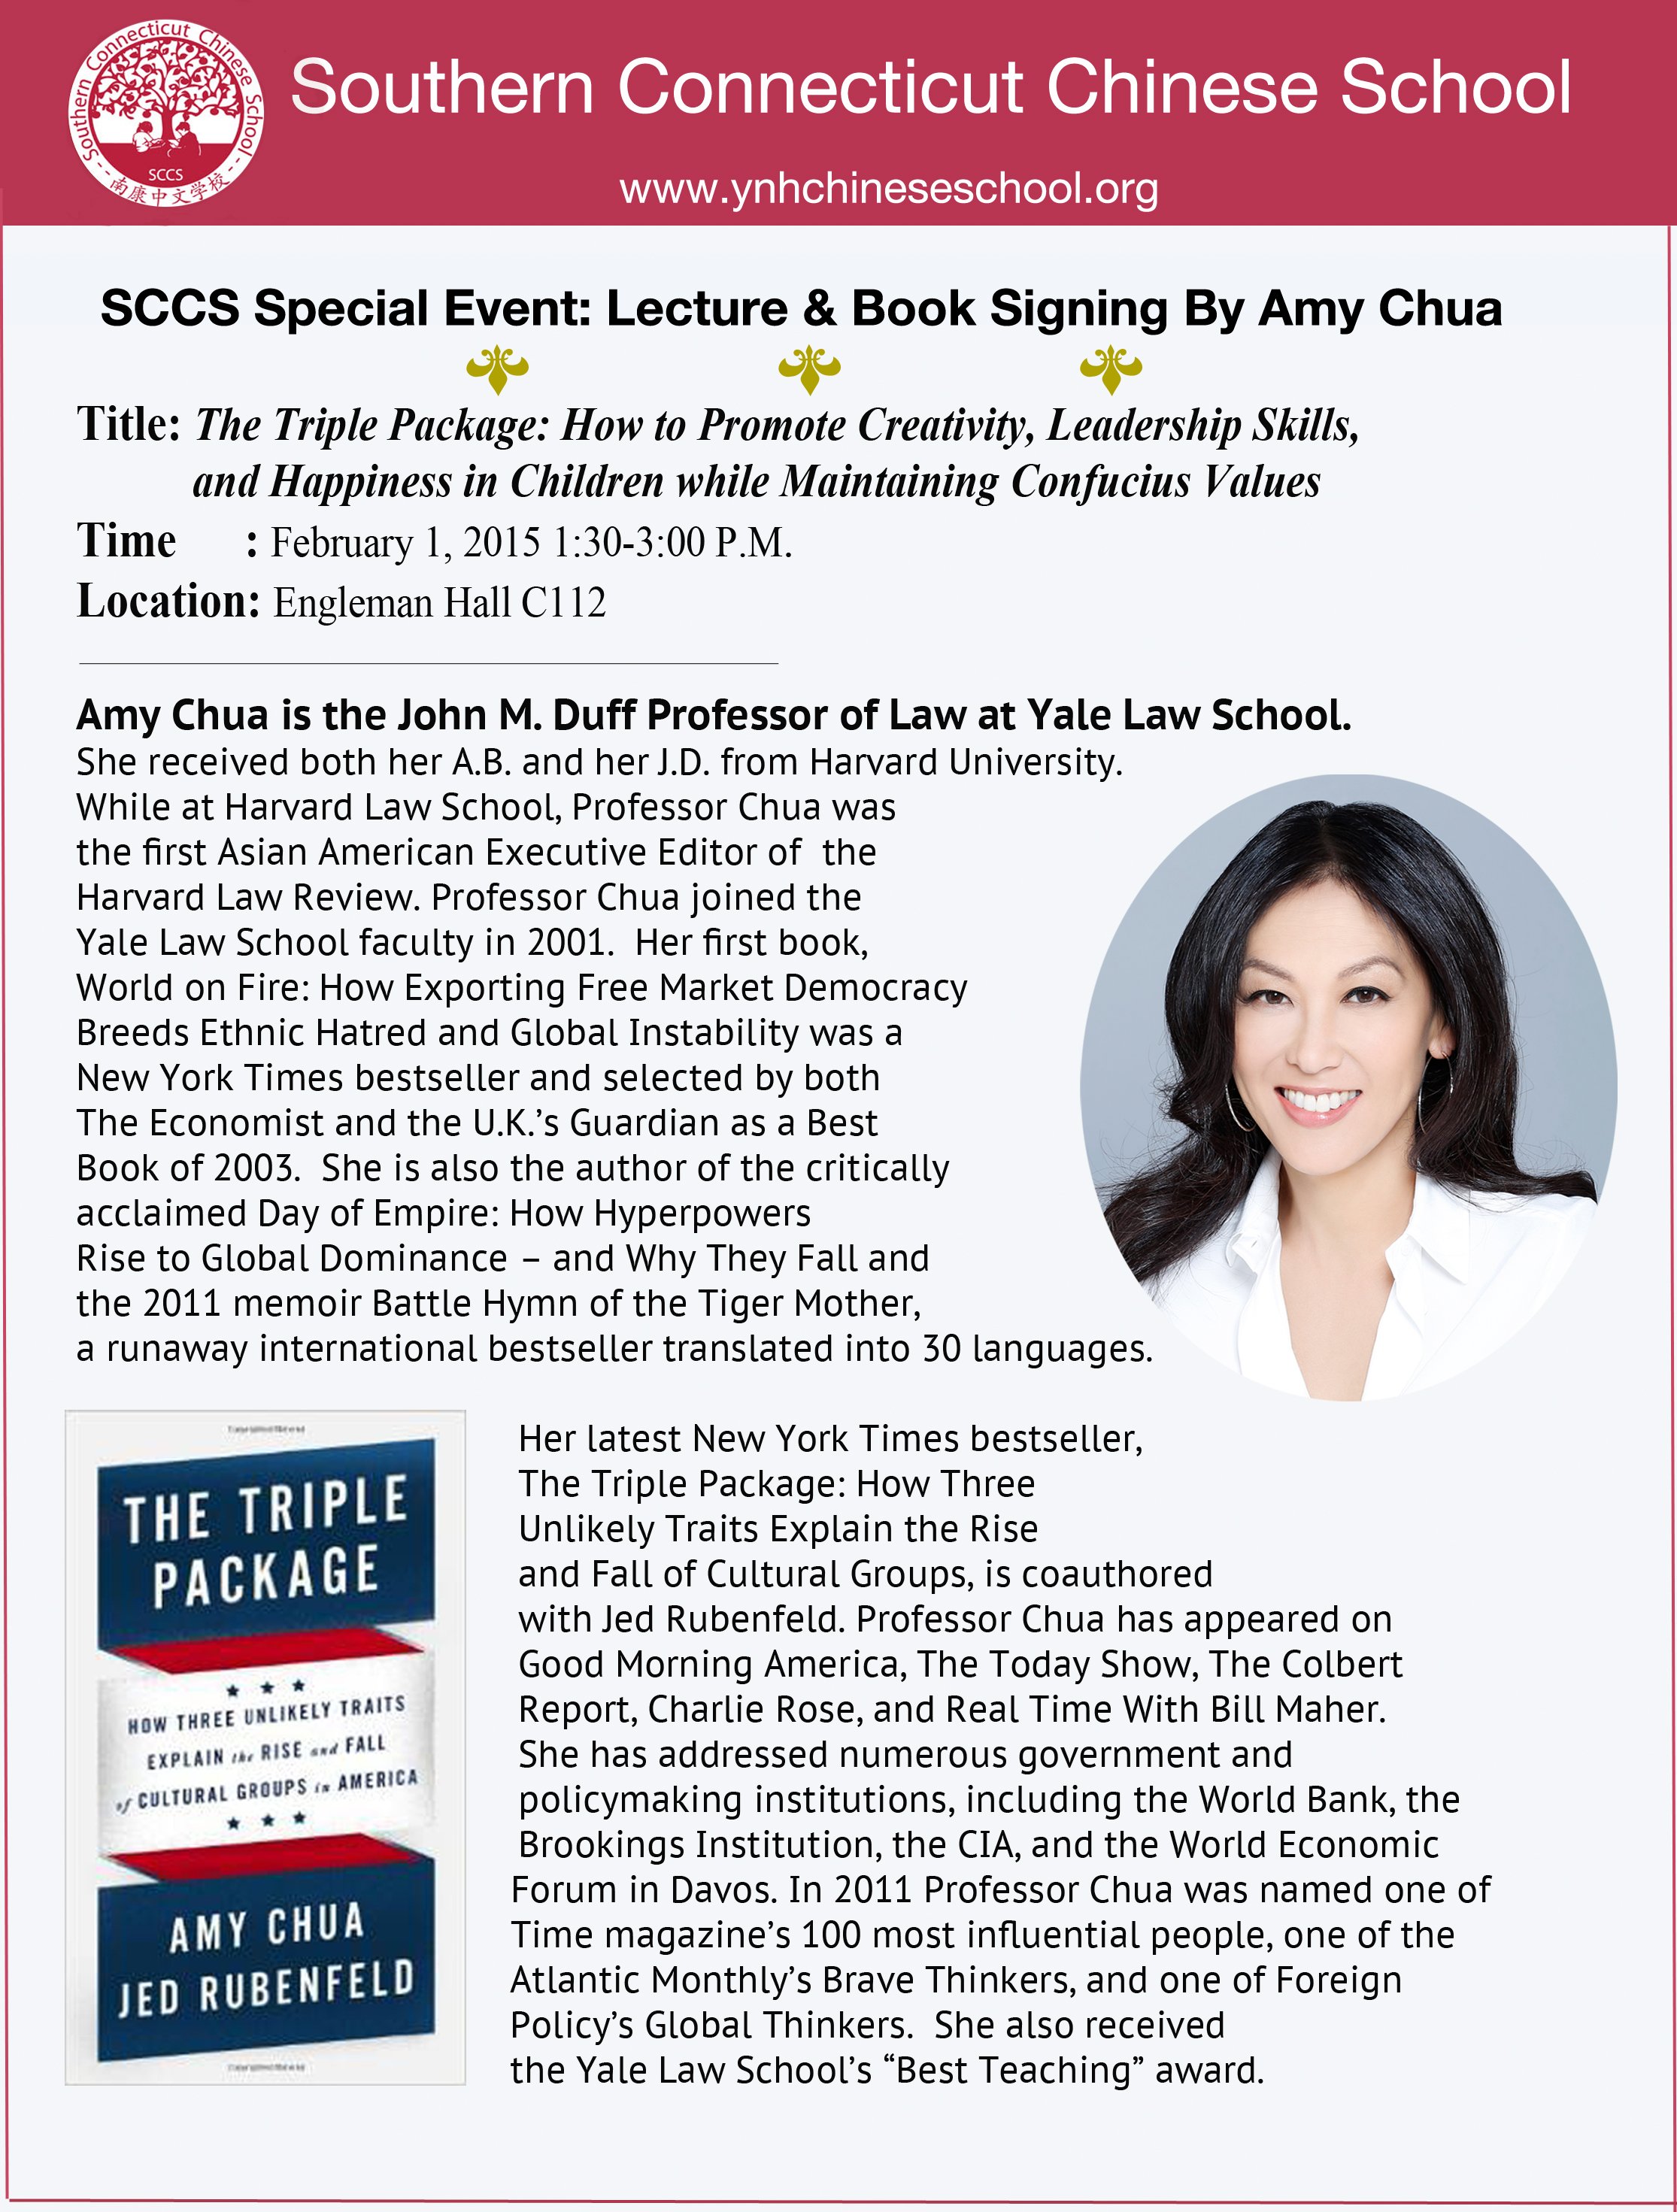 Southern Connecticut Chinese School
SCCS
南康中文学校
Southern Connecticut Chinese School
www.ynhchineseschool.org
SCCS Special Event: Lecture & Book Signing By Amy Chua
Title: The Triple Package: How to Promote Creativity, Leadership Skills,
and Happiness in Children while Maintaining Confucius Values
Time : February 1, 2015 1:30-3:00 P.M.
Location: Engleman Hall C112
Amy Chua is the John M. Duff Professor of Law at Yale Law School.
She received both her A.B. and her J.D. from Harvard University.
While at Harvard Law School, Professor Chua was
the first Asian American Executive Editor of the
Harvard Law Review. Professor Chua joined the
Yale Law School faculty in 2001. Her first book,
World on Fire: How Exporting Free Market Democracy
Breeds Ethnic Hatred and Global Instability was a
New York Times bestseller and selected by both
The Economist and the U.K.’s Guardian as a Best
Book of 2003. She is also the author of the critically
acclaimed Day of Empire: How Hyperpowers
Rise to Global Dominance – and Why They Fall and
the 2011 memoir Battle Hymn of the Tiger Mother,
a runaway international bestseller translated into 30 languages.
THE TRIPLE
PACKAGE
HOW THREE UNLIKELY TRAITS
EXPLAIN the RISE and FALL
of CULTURAL GROUPS in AMERICA
AMY CHUA
JED RUBENFELD
Her latest New York Times bestseller,
The Triple Package: How Three
Unlikely Traits Explain the Rise
and Fall of Cultural Groups, is coauthored
with Jed Rubenfeld. Professor Chua has appeared on
Good Morning America, The Today Show, The Colbert
Report, Charlie Rose, and Real Time With Bill Maher.
She has addressed numerous government and
policymaking institutions, including the World Bank, the
Brookings Institution, the CIA, and the World Economic
Forum in Davos. In 2011 Professor Chua was named one of
Time magazine’s 100 most influential people, one of the
Atlantic Monthly’s Brave Thinkers, and one of Foreign
Policy’s Global Thinkers. She also received
the Yale Law School’s “Best Teaching” award.